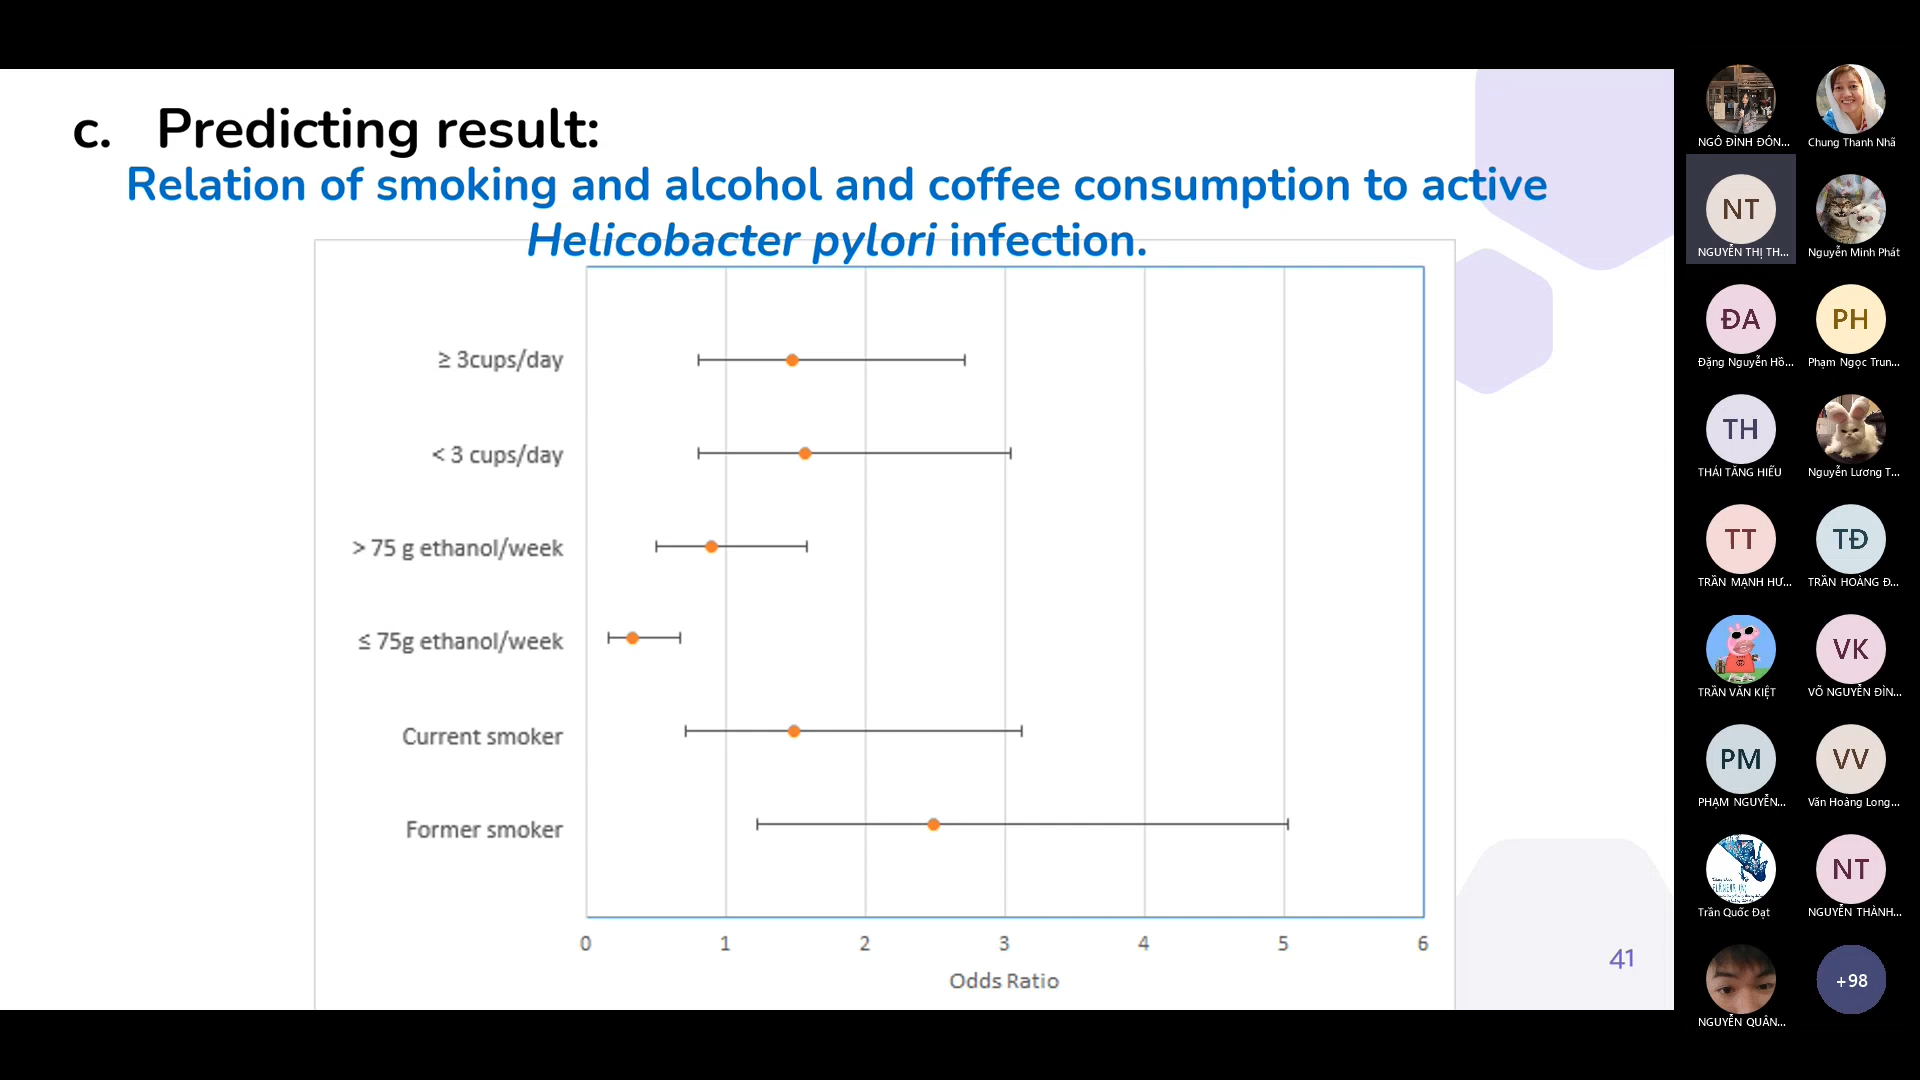 c. Predicting result:
Relation of smoking and alcohol and coffee consumption to active
Helicobacter pylori infection.
≥ 3cups/day
< 3 cups/day
> 75 g ethanol/week
≤ 75g ethanol/week
Current smoker
Former smoker
0 1 2 3 4 5 6
Odds Ratio
41
NGÔ ĐÌNH ĐÔN...
Chung Thanh Nhã
NT
NGUYỄN THỊ TH...
Nguyễn Minh Phát
ĐA
Đặng Nguyễn Hồ...
PH
Phạm Ngọc Trun...
TH
THÁI TĂNG HIẾU
Nguyễn Lương T...
TT
TRẦN MẠNH HƯ...
TĐ
TRẦN HOÀNG Đ...
TRẦN VĂN KIỆT
VK
VÕ NGUYỄN ĐÌN...
PM
PHẠM NGUYỄN...
VV
Văn Hoàng Long...
Trần Quốc Đạt
NT
NGUYỄN THÀNH...
NGUYỄN QUÂN...
+98